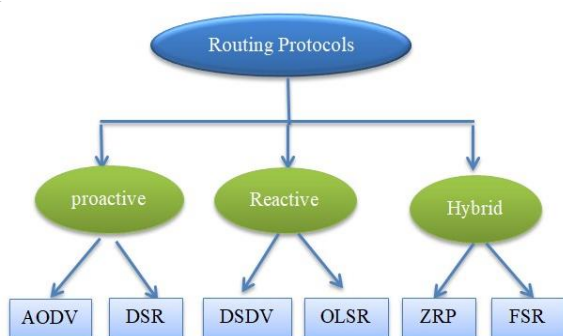 Routing Protocols
proactive
Reactive
Hybrid
AODV
DSR
DSDV
OLSR
ZRP
FSR